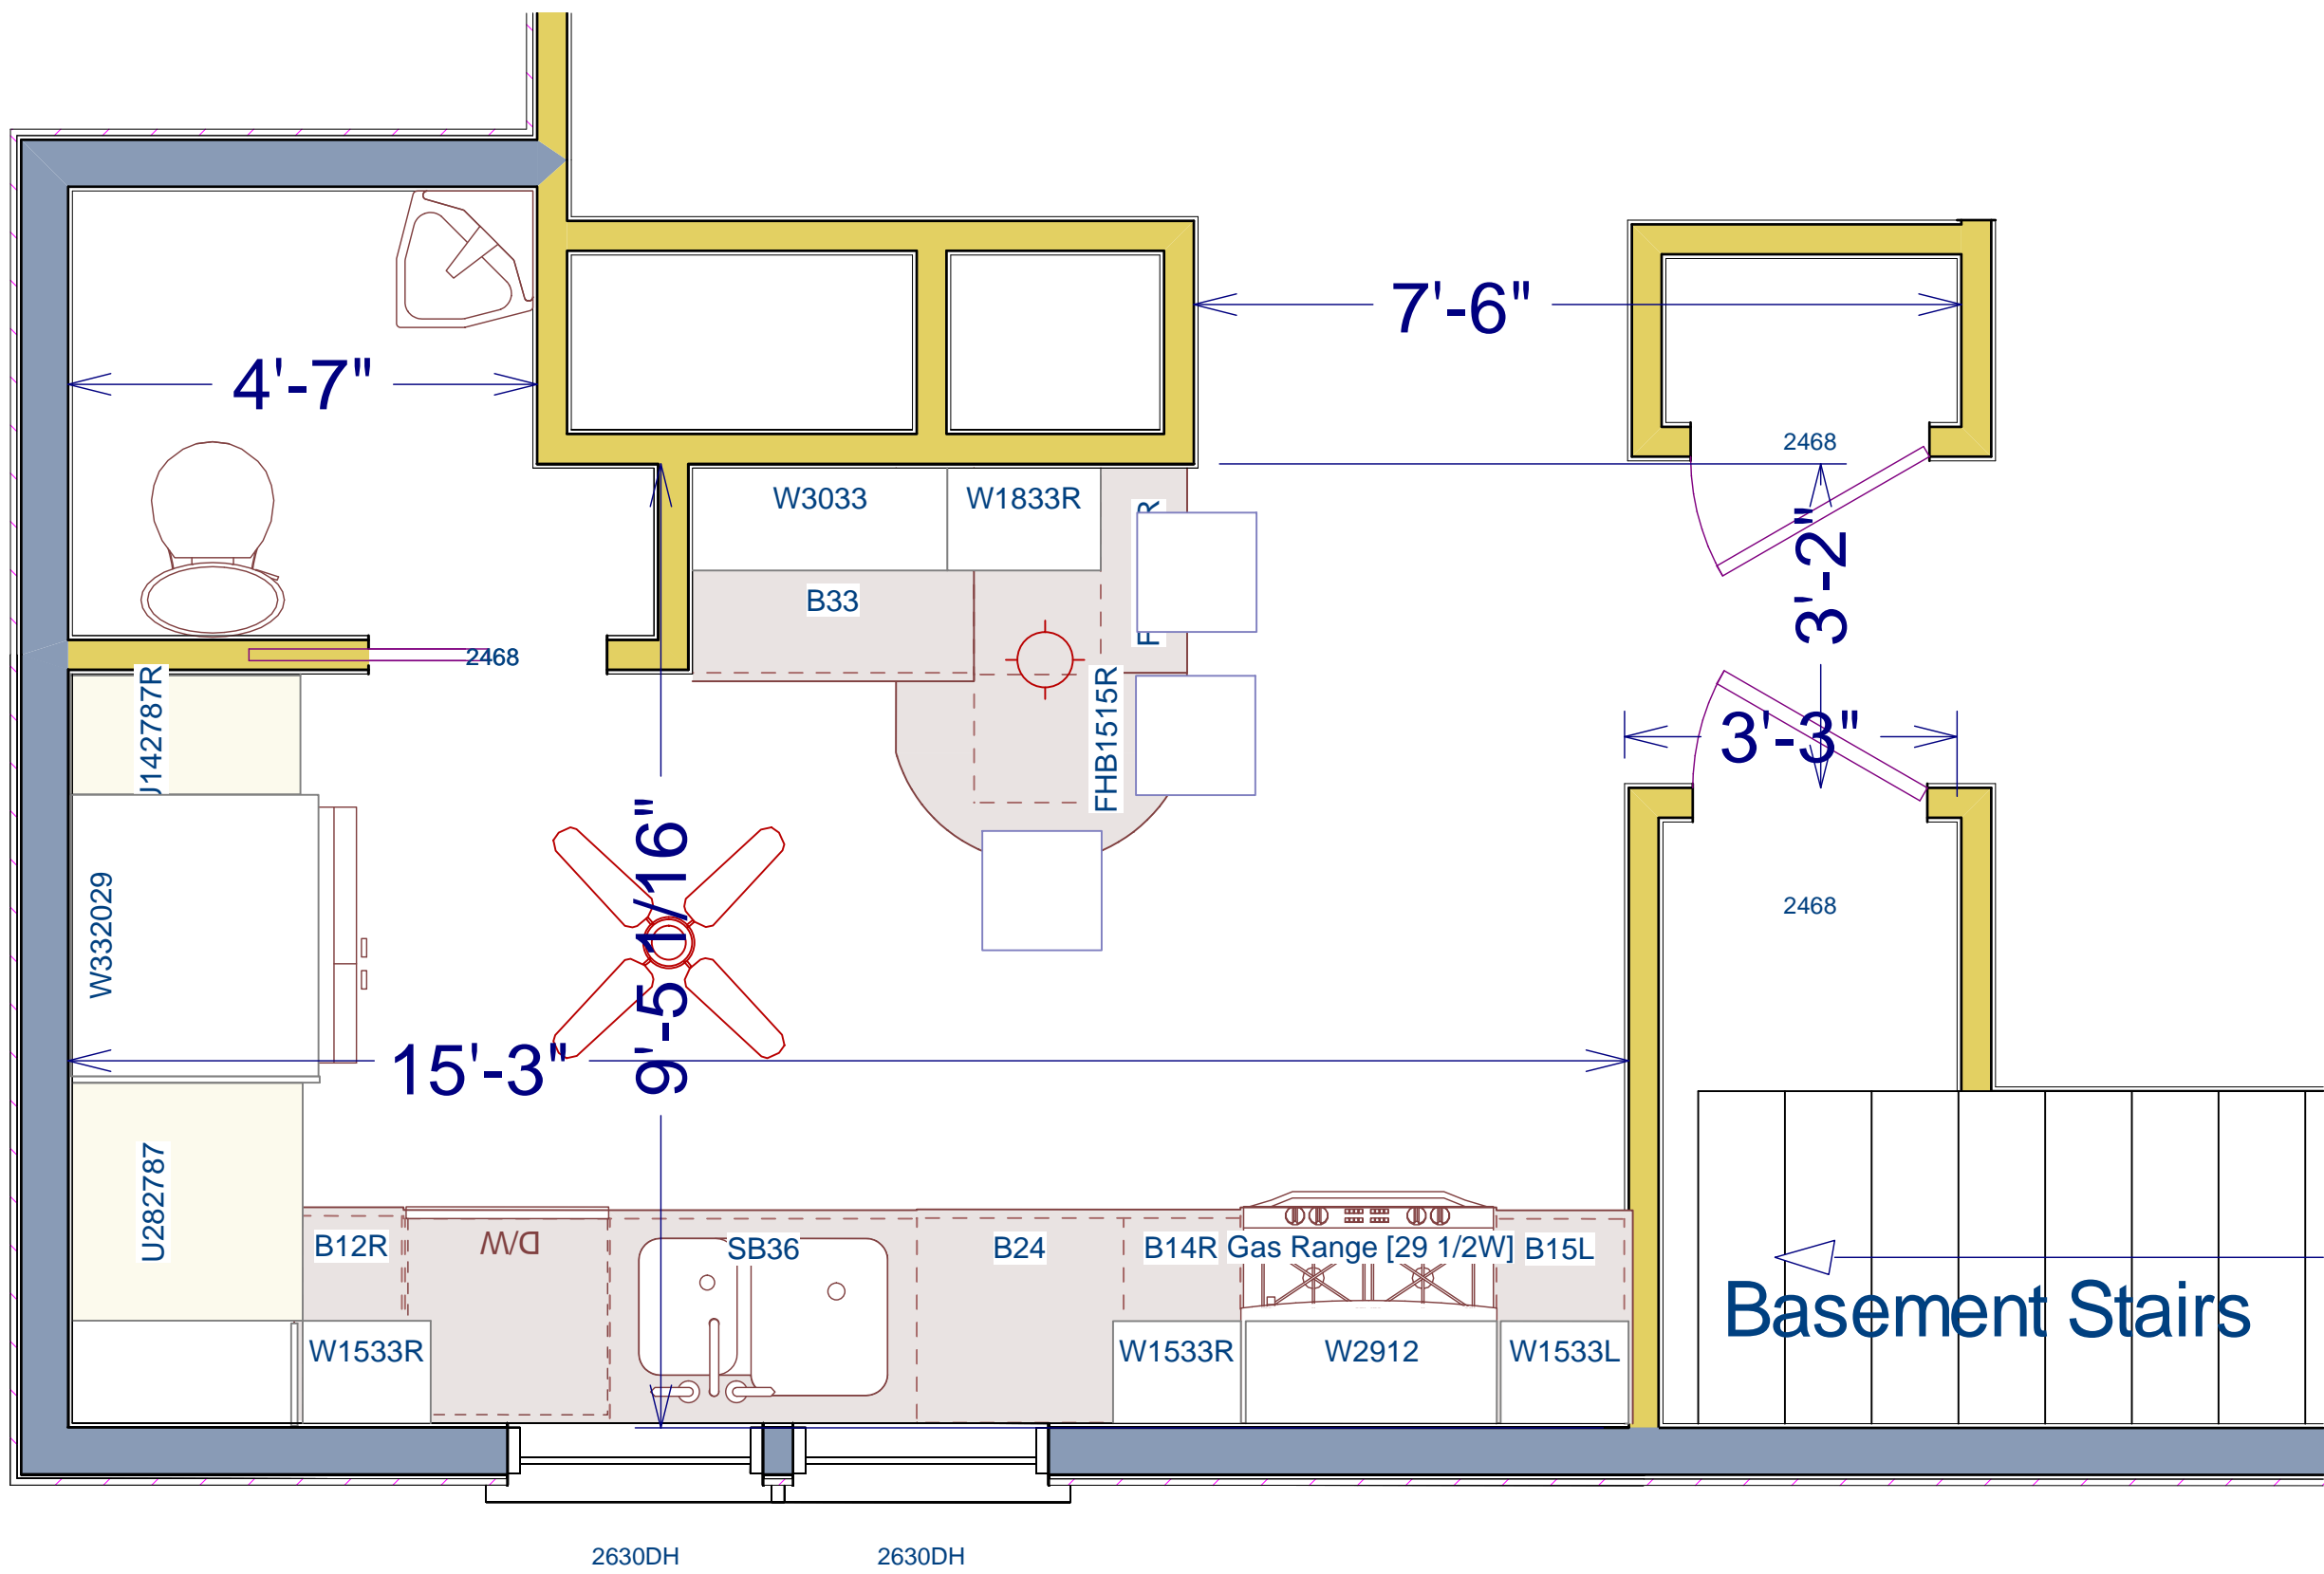 7'-6"
4'-7"
2468
W3033
W1833R
3'-2"
B33
2468
U142787R
FHB1515R
3'-3"
9'-5 1/16"
W332029
2468
15'-3"
U282787
B12R
D/W
SB36
B24
B14R
Gas Range [29 1/2W]
B15L
Basement Stairs
W1533R
W1533R
W2912
W1533L
2630DH
2630DH